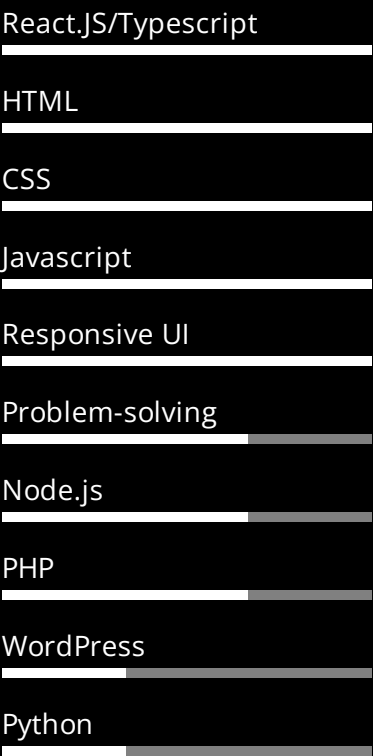 React.JS/Typescript
HTML
CSS
Javascript
Responsive UI
Problem-solving
Node.js
PHP
WordPress
Python